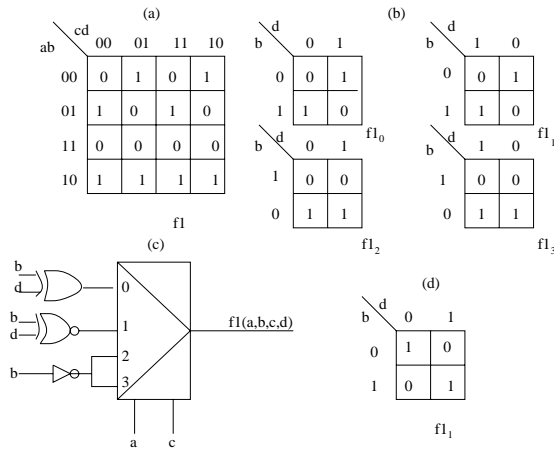 (a)
cd
ab 00 01 11 10
00 0 1 0 1
01 1 0 1 0
11 0 0 0 0
10 1 1 1 1
f1
(b)
d
b 0 1
0 0 1
1 1 0
f1₀
d
b 1 0
0 0 1
1 1 0
f1₁
d
b 0 1
1 0 0
0 1 1
f1₂
d
b 0 1
1 0 0
0 1 1
f1₃
(c)
b
d
0
b
d
1
b
2
3
f1(a,b,c,d)
a c
(d)
d
b 0 1
0 1 0
1 0 1
f1₁